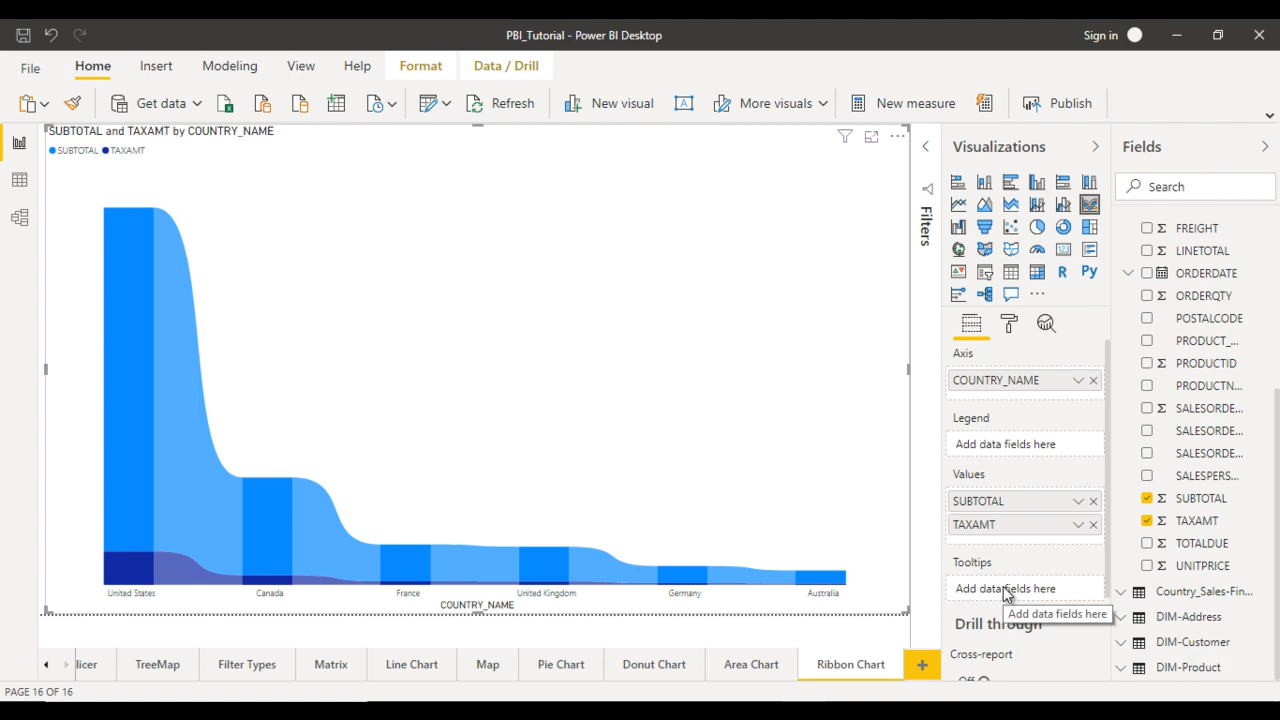 PBI_Tutorial - Power BI Desktop
Sign in
File Home Insert Modeling View Help Format Data / Drill
Get data Refresh New visual A More visuals New measure Publish
SUBTOTAL and TAXAMT by COUNTRY_NAME
SUBTOTAL TAXAMT
United States Canada France United Kingdom Germany Australia
COUNTRY_NAME
Filters
Visualizations
123
R Py
Axis
COUNTRY_NAME
Legend
Add data fields here
Values
SUBTOTAL
TAXAMT
Tooltips
Add data fields here
Add data fields here
Drill through
Cross-report
Off
Fields
Search
Σ FREIGHT
Σ LINETOTAL
ORDERDATE
Σ ORDERQTY
POSTALCODE
PRODUCT_...
Σ PRODUCTID
PRODUCTN...
Σ SALESORDE...
SALESORDE...
SALESORDE...
SALESPERS...
Σ SUBTOTAL
Σ TAXAMT
Σ TOTALDUE
Σ UNITPRICE
Country_Sales-Fin...
DIM-Address
DIM-Customer
DIM-Product
licer TreeMap Filter Types Matrix Line Chart Map Pie Chart Donut Chart Area Chart Ribbon Chart +
PAGE 16 OF 16